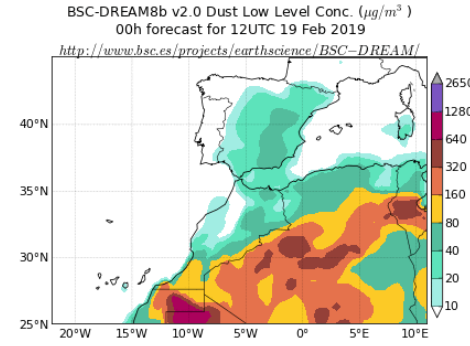 BSC-DREAM8b v2.0 Dust Low Level Conc. (μg/m³ )
00h forecast for 12UTC 19 Feb 2019
http://www.bsc.es/projects/earthscience/BSC−DREAM/
2650
1280
40°N
640
320
35°N
160
80
30°N
40
20
25°N
10
20°W 15°W 10°W 5°W 0° 5°E 10°E